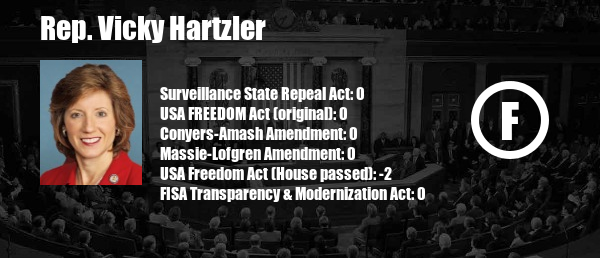 Rep. Vicky Hartzler
Surveillance State Repeal Act: 0
USA FREEDOM Act (original): 0
Conyers-Amash Amendment: 0
Massie-Lofgren Amendment: 0
USA Freedom Act (House passed): -2
FISA Transparency & Modernization Act: 0
F